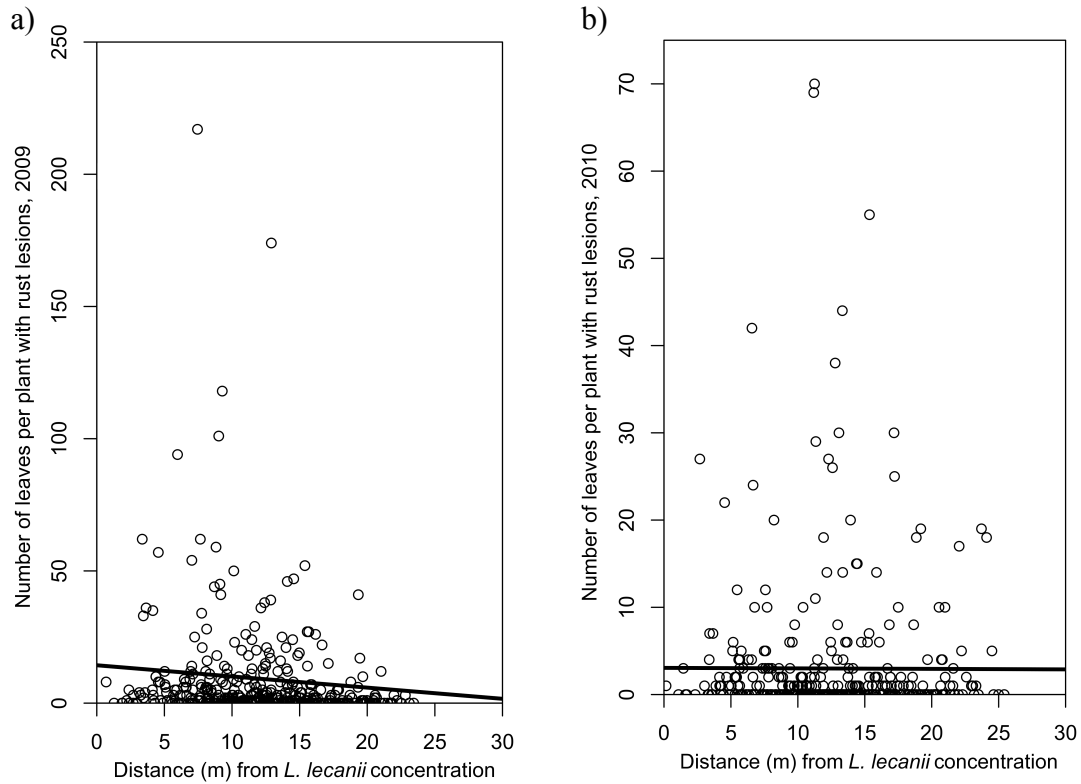 a)
Number of leaves per plant with rust lesions, 2009
250
200
150
100
50
0
0 5 10 15 20 25 30
Distance (m) from L. lecanii concentration
b)
Number of leaves per plant with rust lesions, 2010
70
60
50
40
30
20
10
0
0 5 10 15 20 25 30
Distance (m) from L. lecanii concentration